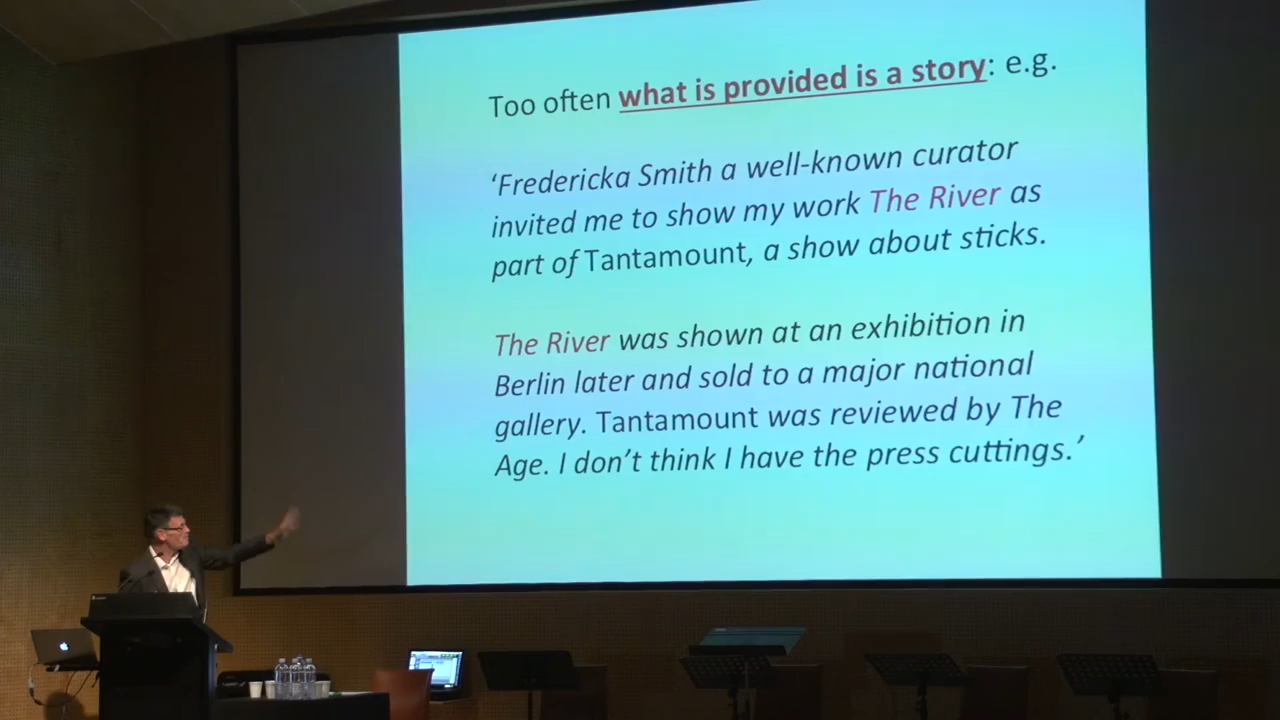 Too often what is provided is a story: e.g.
‘Fredericka Smith a well-known curator
invited me to show my work The River as
part of Tantamount, a show about sticks.
The River was shown at an exhibition in
Berlin later and sold to a major national
gallery. Tantamount was reviewed by The
Age. I don’t think I have the press cuttings.’